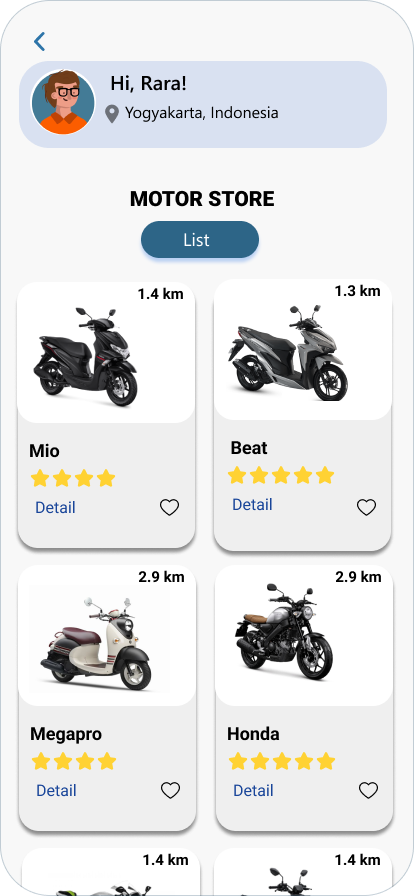 Hi, Rara!
Yogyakarta, Indonesia
MOTOR STORE
List
1.4 km
1.3 km
Mio
Beat
Detail
Detail
2.9 km
2.9 km
Megapro
Honda
Detail
Detail
1.4 km
1.4 km